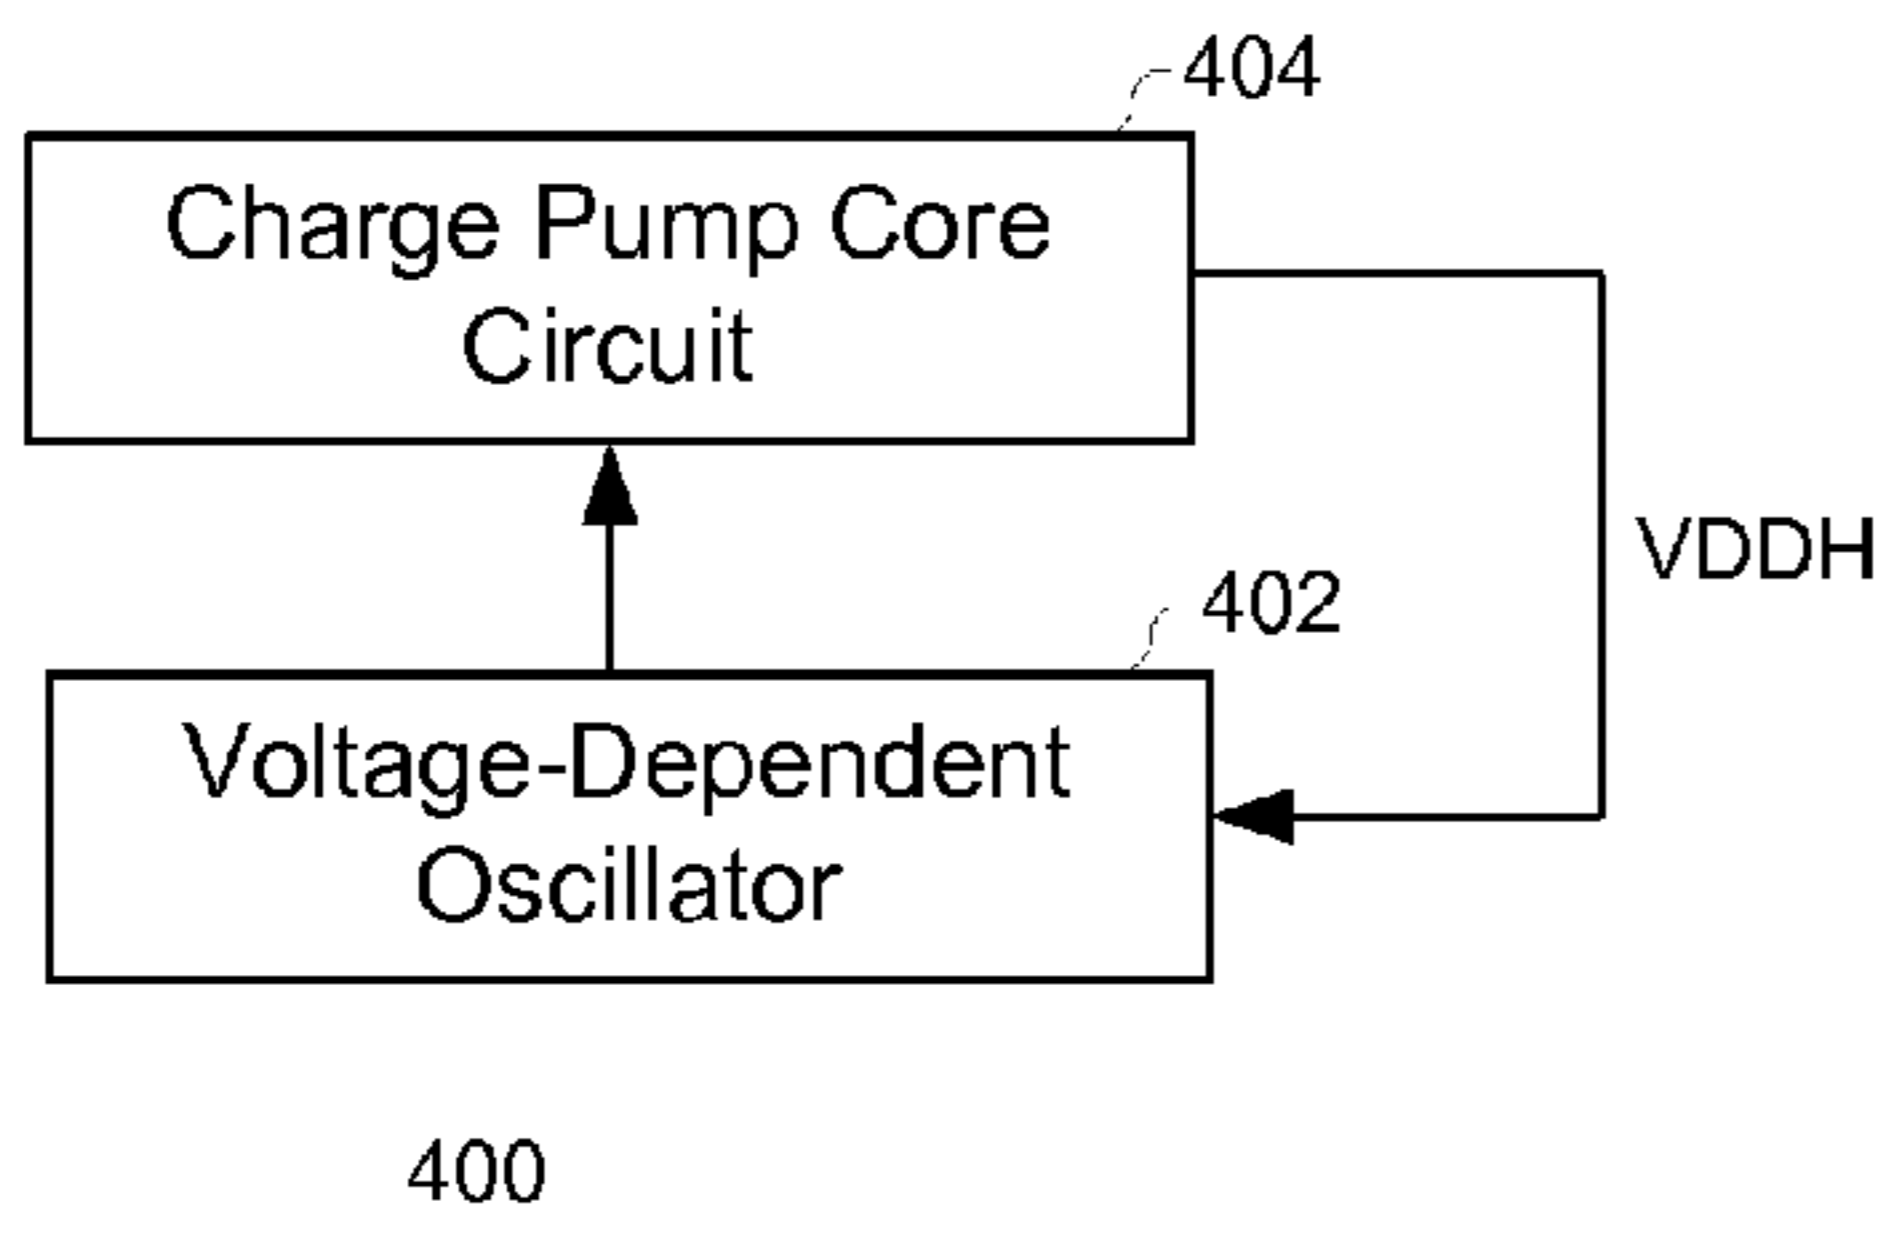 404
Charge Pump Core
Circuit
VDDH
402
Voltage-Dependent
Oscillator
400